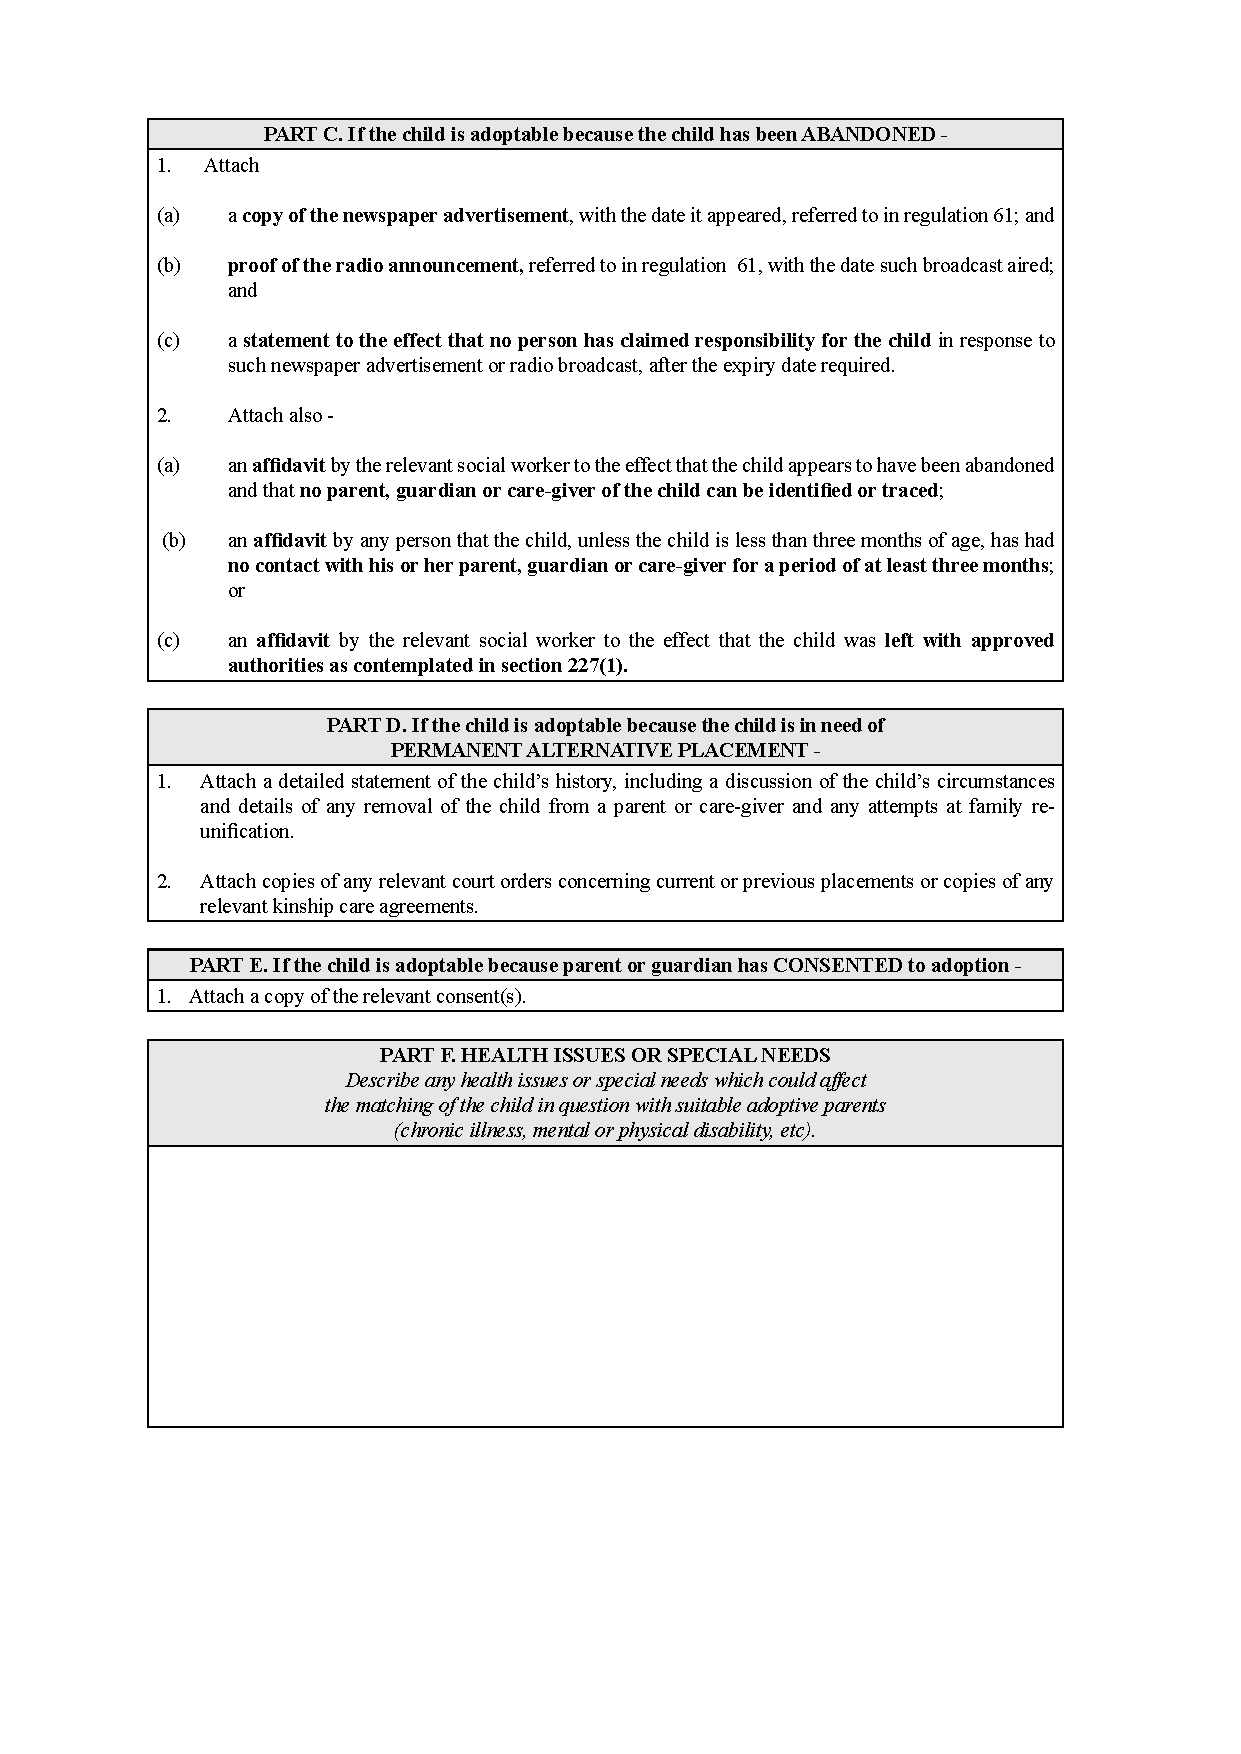 PART C. If the child is adoptable because the child has been ABANDONED -
1. Attach
(a) a copy of the newspaper advertisement, with the date it appeared, referred to in regulation 61; and
(b) proof of the radio announcement, referred to in regulation 61, with the date such broadcast aired;
and
(c) a statement to the effect that no person has claimed responsibility for the child in response to
such newspaper advertisement or radio broadcast, after the expiry date required.
2. Attach also -
(a) an affidavit by the relevant social worker to the effect that the child appears to have been abandoned
and that no parent, guardian or care-giver of the child can be identified or traced;
(b) an affidavit by any person that the child, unless the child is less than three months of age, has had
no contact with his or her parent, guardian or care-giver for a period of at least three months;
or
(c) an affidavit by the relevant social worker to the effect that the child was left with approved
authorities as contemplated in section 227(1).
PART D. If the child is adoptable because the child is in need of
PERMANENT ALTERNATIVE PLACEMENT -
1. Attach a detailed statement of the child’s history, including a discussion of the child’s circumstances
and details of any removal of the child from a parent or care-giver and any attempts at family re-
unification.
2. Attach copies of any relevant court orders concerning current or previous placements or copies of any
relevant kinship care agreements.
PART E. If the child is adoptable because parent or guardian has CONSENTED to adoption -
1. Attach a copy of the relevant consent(s).
PART F. HEALTH ISSUES OR SPECIAL NEEDS
Describe any health issues or special needs which could affect
the matching of the child in question with suitable adoptive parents
(chronic illness, mental or physical disability, etc).